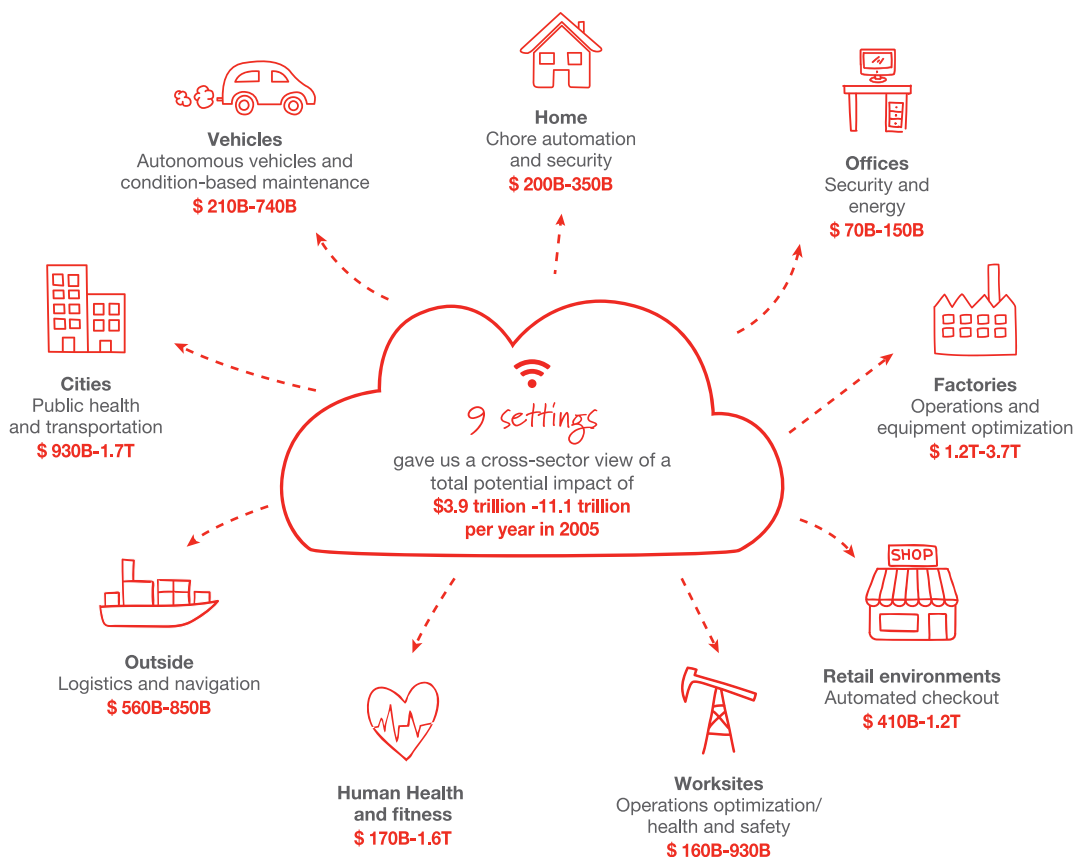 Vehicles
Autonomous vehicles and
condition-based maintenance
$ 210B-740B
Home
Chore automation
and security
$ 200B-350B
Offices
Security and
energy
$ 70B-150B
Cities
Public health
and transportation
$ 930B-1.7T
9 settings
gave us a cross-sector view of a
total potential impact of
$3.9 trillion -11.1 trillion
per year in 2005
Factories
Operations and
equipment optimization
$ 1.2T-3.7T
Outside
Logistics and navigation
$ 560B-850B
SHOP
Retail environments
Automated checkout
$ 410B-1.2T
Human Health
and fitness
$ 170B-1.6T
Worksites
Operations optimization/
health and safety
$ 160B-930B